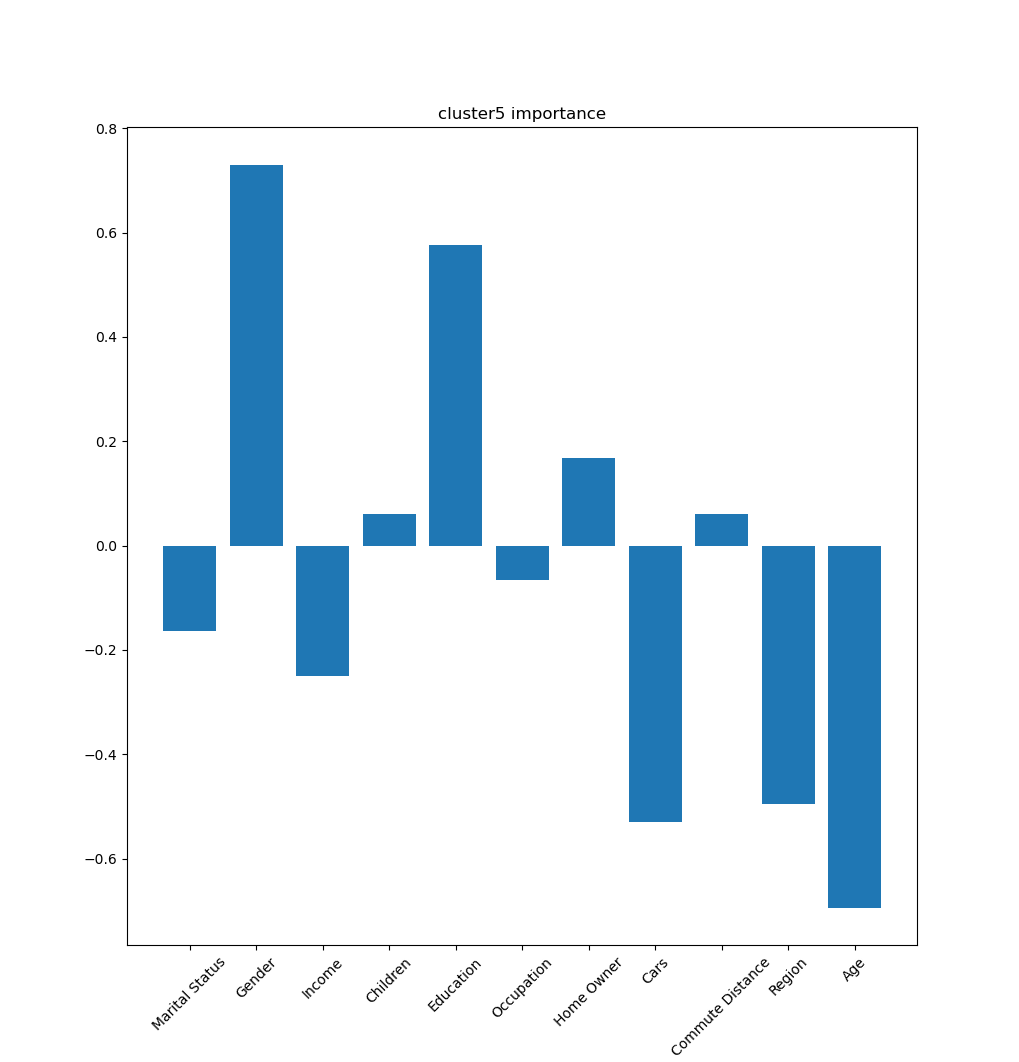 cluster5 importance
0.8
0.6
0.4
0.2
0.0
−0.2
−0.4
−0.6
Marital Status
Gender
Income
Children
Education
Occupation
Home Owner
Cars
Commute Distance
Region
Age